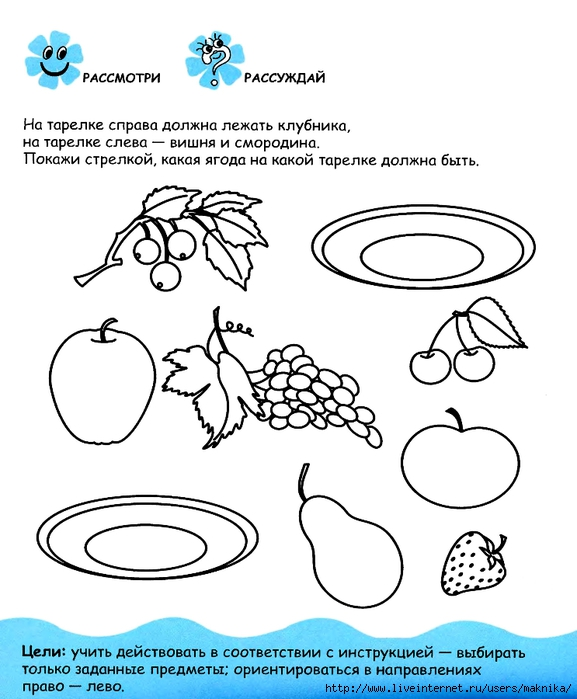 РАССМОТРИ
РАССУЖДАЙ
На тарелке справа должна лежать клубника,
на тарелке слева — вишня и смородина.
Покажи стрелкой, какая ягода на какой тарелке должна быть.
Цели: учить действовать в соответствии с инструкцией — выбирать
только заданные предметы; ориентироваться в направлениях
право — лево.
http://www.liveinternet.ru/users/maknika/